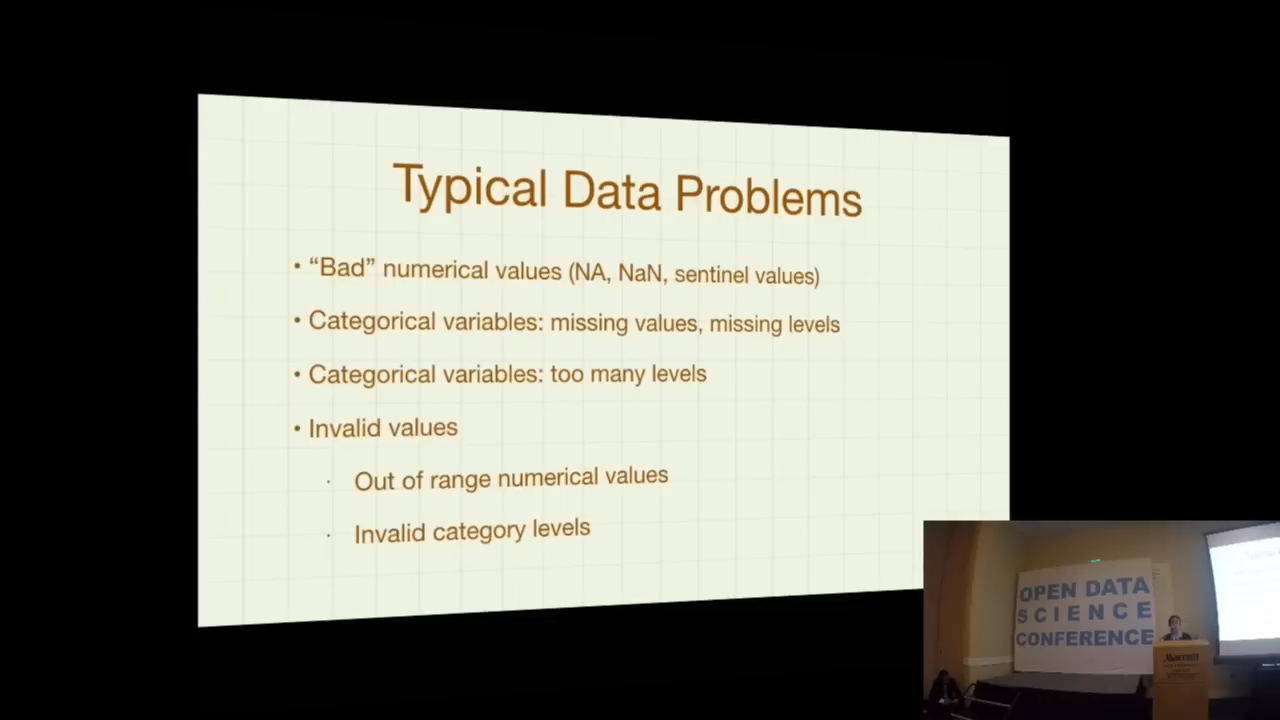 Typical Data Problems
• “Bad” numerical values (NA, NaN, sentinel values)
• Categorical variables: missing values, missing levels
• Categorical variables: too many levels
• Invalid values
· Out of range numerical values
· Invalid category levels
OPEN DATA
SCIENCE
CONFERENCE
Marriott